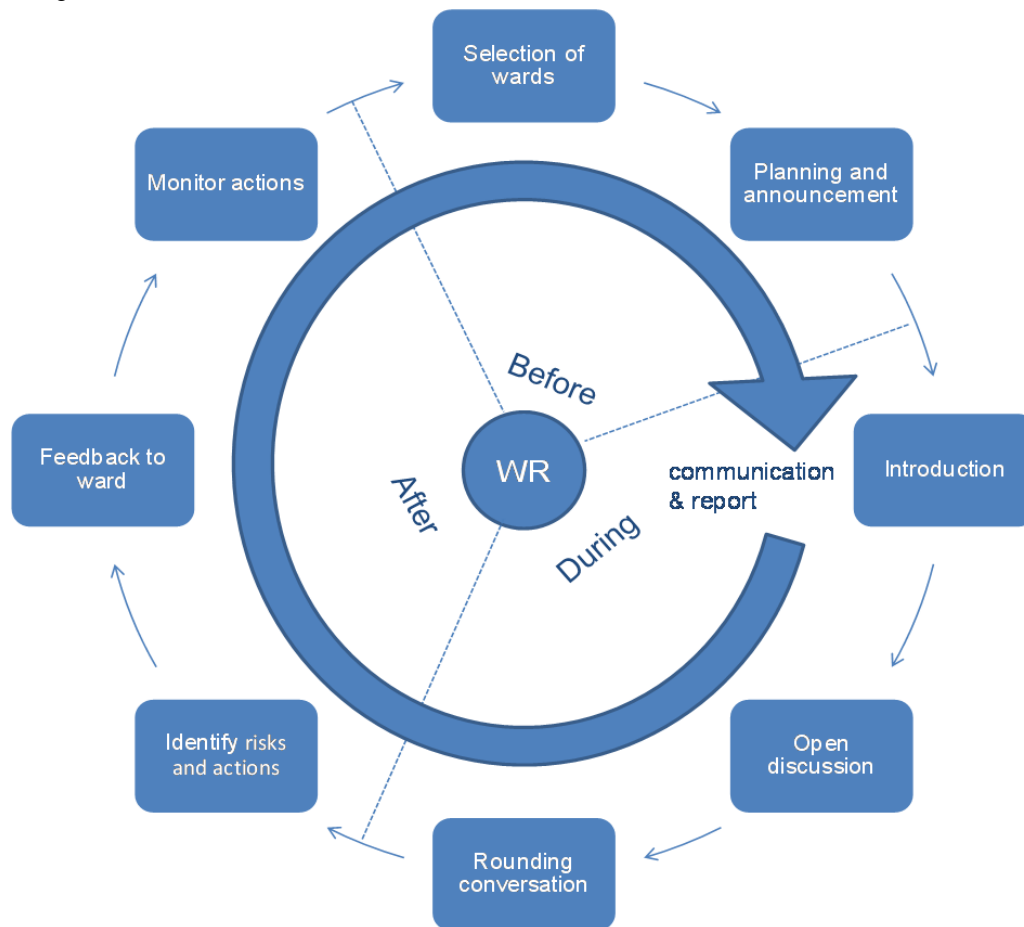 Selection of
wards
Planning and
announcement
Introduction
Open
discussion
Rounding
conversation
Identify risks
and actions
Feedback to
ward
Monitor actions
Before
During
After
WR
communication
& report